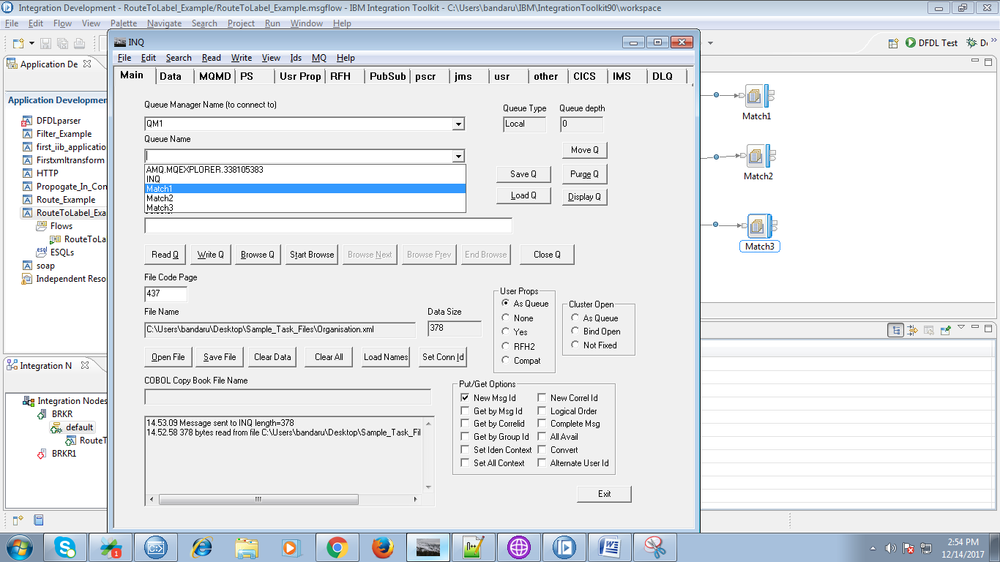 Integration Development - RouteToLabel_Example/RouteToLabel_Example.msgflow - IBM Integration Toolkit - C:\Users\bandaru\IBM\IntegrationToolkit90\workspace
File Edit Flow View Palette Navigate Search Project Run Window Help
DFDL Test
Application De
Application Developmen
DFDLparser
Filter_Example
first_iib_application
Firstxmltransform
HTTP
Propogate_In_Con
Route_Example
RouteToLabel_Exa
Flows
RouteToLa
ESQLs
soap
Independent Reso
Integration N
Integration Nodes
BRKR
default
RouteT
BRKR1
INQ
File Edit Search Read Write View Ids MQ Help
Main Data MQMD PS Usr Prop RFH PubSub pscr jms usr other CICS IMS DLQ
Queue Manager Name (to connect to)
QM1
Queue Name
AMQ.MQEXPLORER.338105383
INQ
Match1
Match2
Match3
Queue Type Queue depth
Local 0
Move Q
Save Q Purge Q
Load Q Display Q
Read Q Write Q Browse Q Start Browse Browse Next Browse Prev End Browse Close Q
File Code Page
437
File Name
C:\Users\bandaru\Desktop\Sample_Task_Files\Organisation.xml
Data Size
378
Open File Save File Clear Data Clear All Load Names Set Conn Id
User Props
As Queue
None
Yes
RFH2
Compat
Cluster Open
As Queue
Bind Open
Not Fixed
COBOL Copy Book File Name
14.53.09 Message sent to INQ length=378
14.52.58 378 bytes read from file C:\Users\bandaru\Desktop\Sample_Task_Fil
Put/Get Options
New Msg Id New Correl Id
Get by Msg Id Logical Order
Get by Correlid Complete Msg
Get by Group Id All Avail
Set Iden Context Convert
Set All Context Alternate User Id
Exit
Match1
Match2
Match3
2:54 PM
12/14/2017